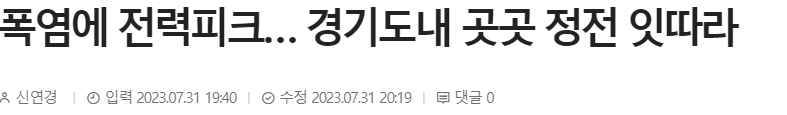 폭염에 전력피크… 경기도내 곳곳 정전 잇따라
신연경 | 입력 2023.07.31 19:40 | 수정 2023.07.31 20:19 | 댓글 0